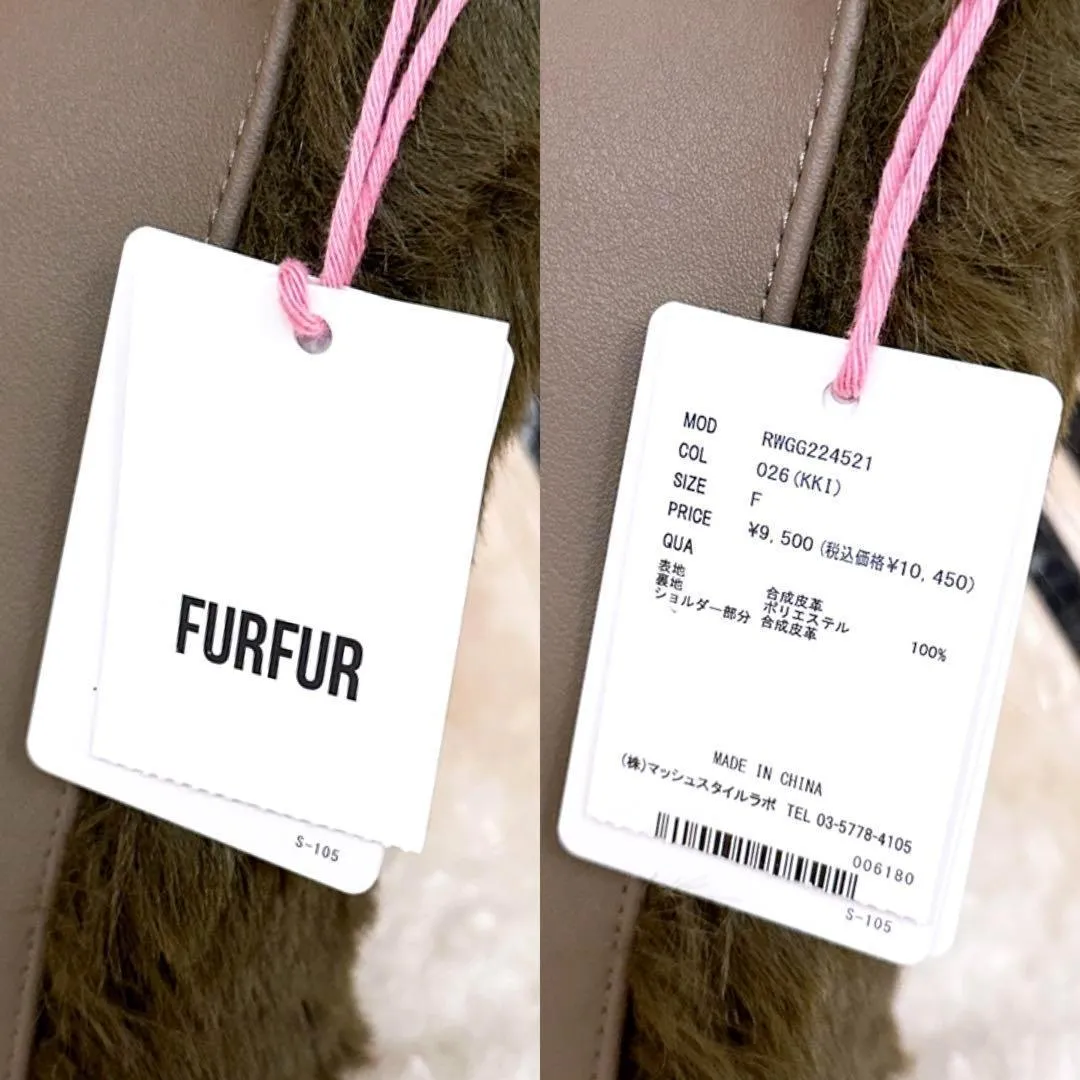 FURFUR
S-105
MOD RWGG224521
COL 026(KKI)
SIZE F
PRICE ¥9,500(税込価格¥10,450)
QUA
表地 合成皮革
裏地 ポリエステル 100%
ショルダー部分 合成皮革
MADE IN CHINA
(株)マッシュスタイルラボ TEL 03-5778-4105
006180
S-105